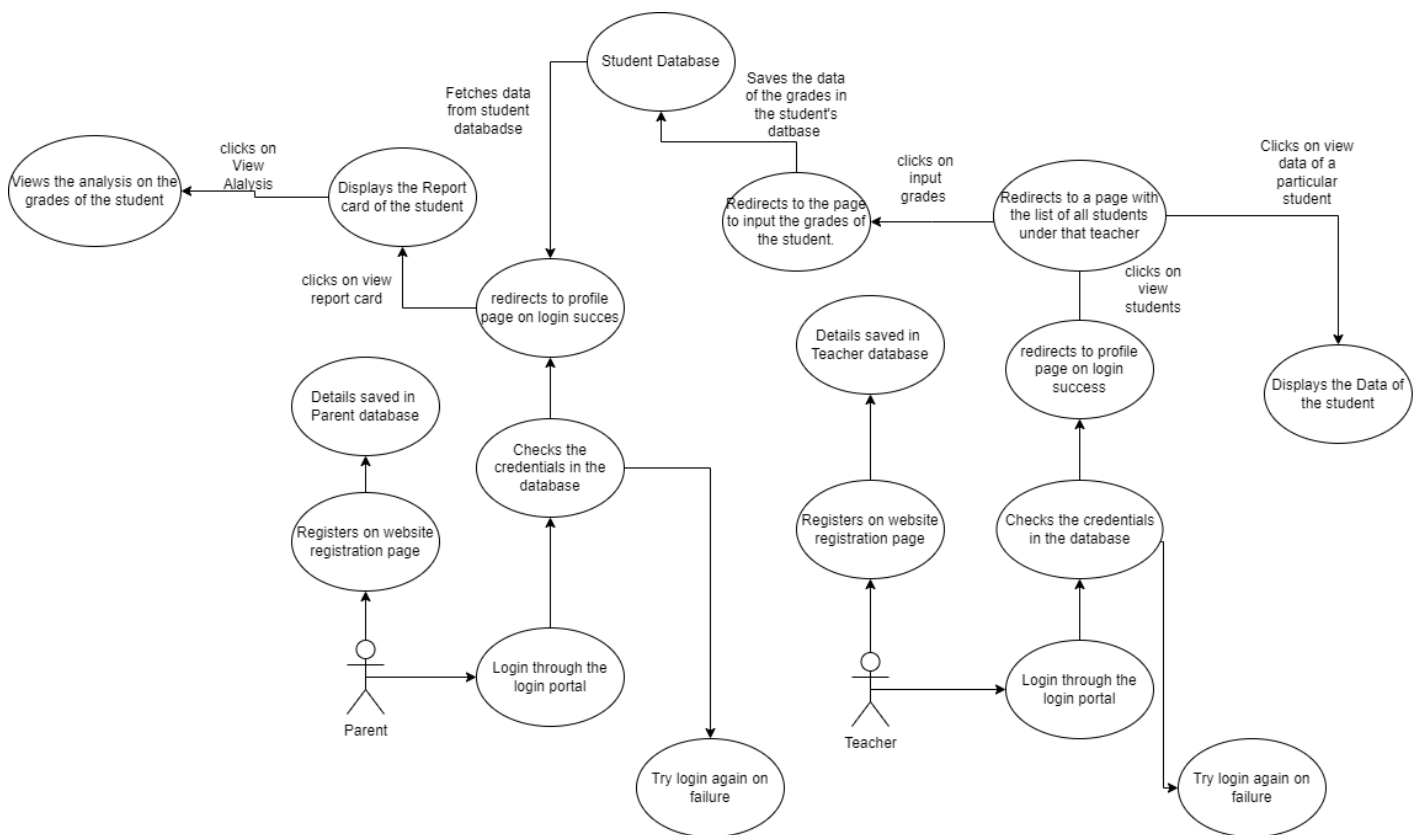 Student Database
Fetches data
from student
databadse
Saves the data
of the grades in
the student's
datbase
clicks on
View
Alalysis
Views the analysis on the
grades of the student
Displays the Report
card of the student
clicks on
input
grades
Redirects to the page
to input the grades of
the student.
Redirects to a page with
the list of all students
under that teacher
Clicks on view
data of a
particular
student
clicks on view
report card
redirects to profile
page on login succes
clicks on
view
students
Details saved in
Teacher database
redirects to profile
page on login
success
Displays the Data of
the student
Details saved in
Parent database
Checks the
credentials in the
database
Registers on website
registration page
Registers on website
registration page
Checks the credentials
in the database
Login through the
login portal
Parent
Login through the
login portal
Teacher
Try login again on
failure
Try login again on
failure